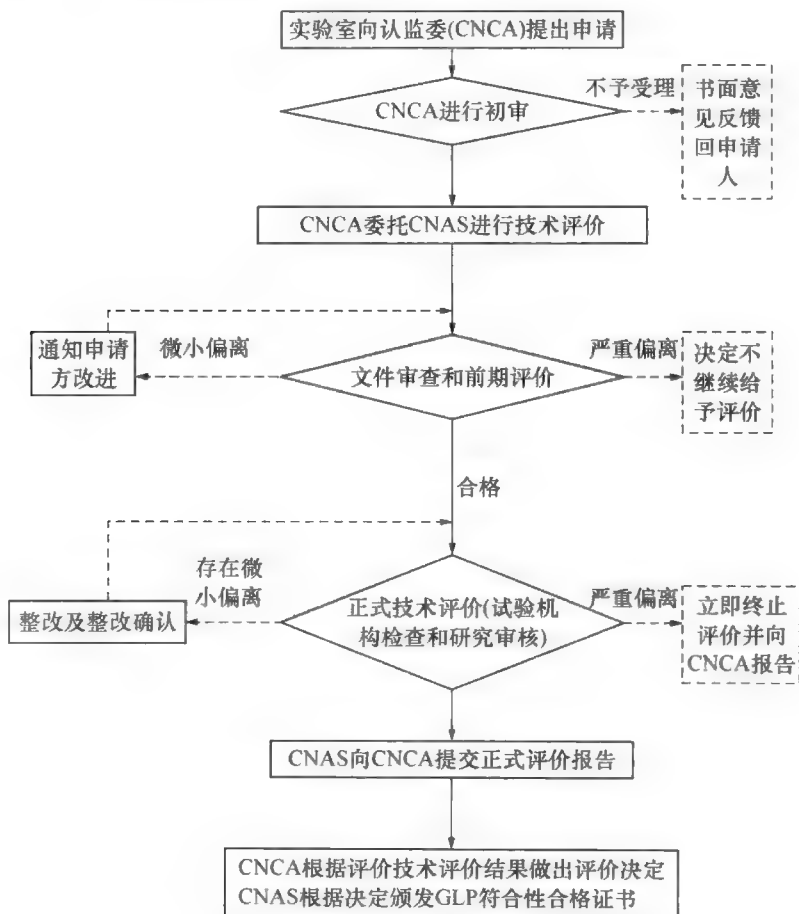 实验室向认监委(CNCA)提出申请
不予受理
书面意
见反馈
回申请
人
CNCA进行初审
CNCA委托CNAS进行技术评价
通知申请
方改进
微小偏离
文件审查和前期评价
严重偏离
决定不
继续给
予评价
合格
存在微
小偏离
整改及整改确认
正式技术评价(试验机
构检查和研究审核)
严重偏离
立即终止
评价并向
CNCA报告
CNAS向CNCA提交正式评价报告
CNCA根据评价技术评价结果做出评价决定
CNAS根据决定颁发GLP符合性合格证书